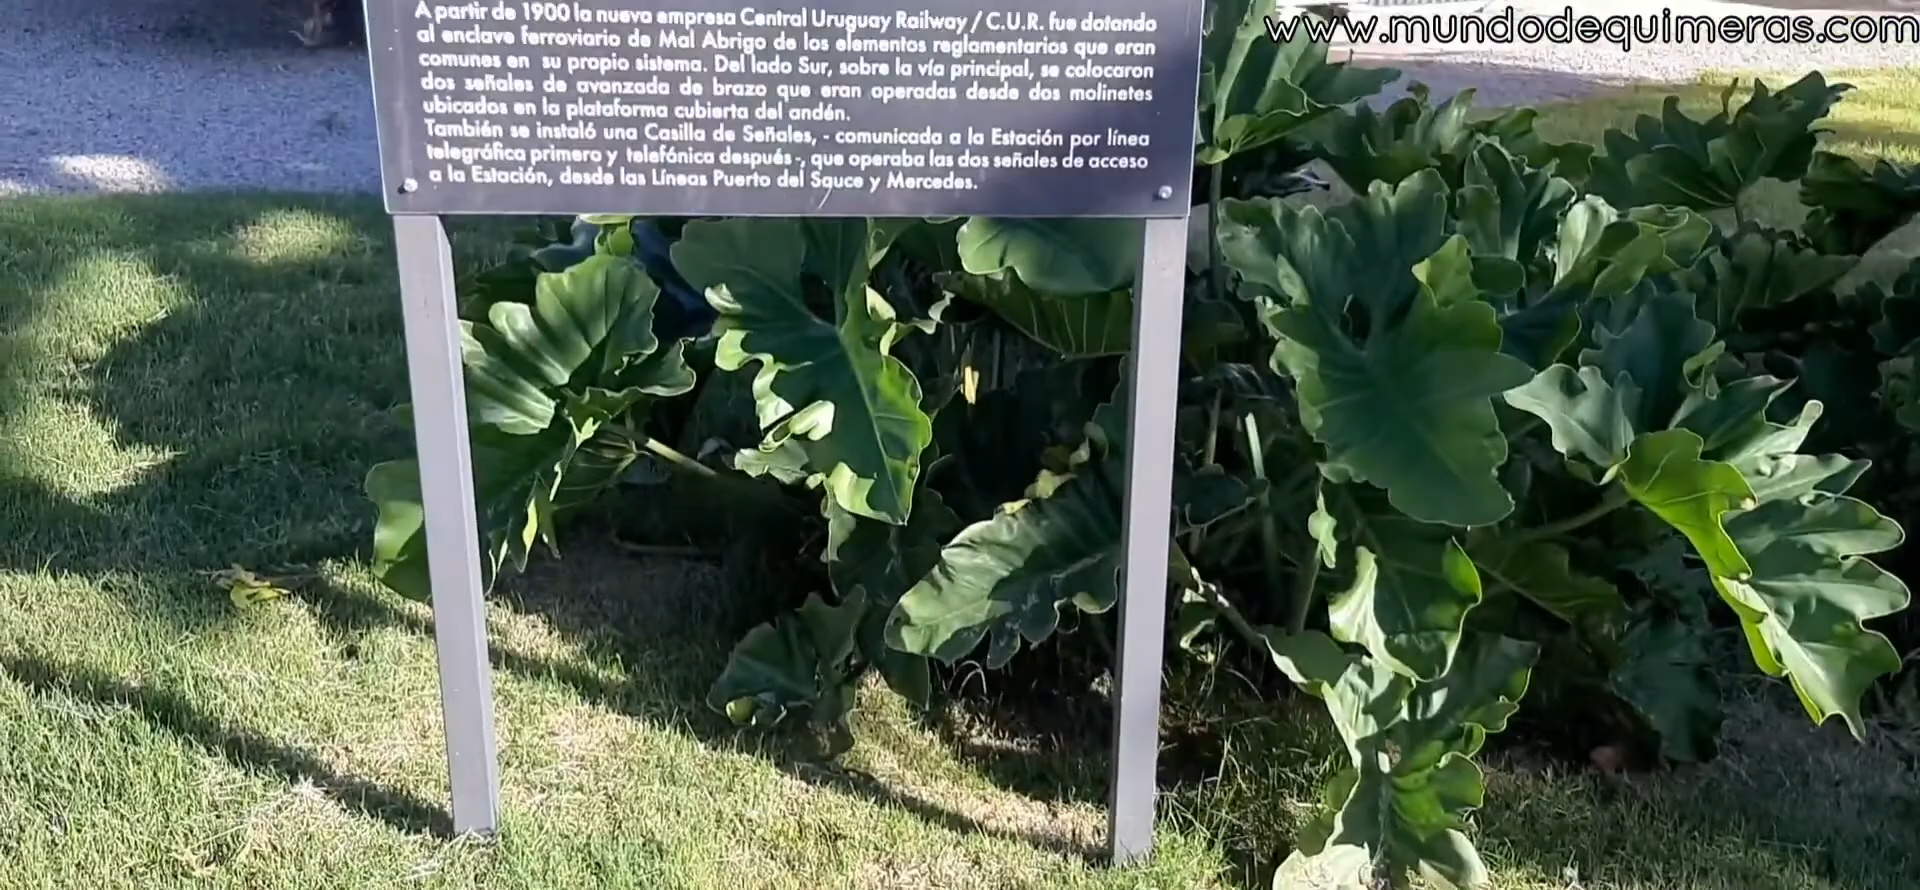 www.mundodequimeras.com
A partir de 1900 la nueva empresa Central Uruguay Railway / C.U.R. fue dotando
al enclave ferroviario de Mal Abrigo de los elementos reglamentarios que eran
comunes en su propio sistema. Del lado Sur, sobre la vía principal, se colocaron
dos señales de avanzada de brazo que eran operadas desde dos molinetes
ubicados en la plataforma cubierta del andén.
También se instaló una Casilla de Señales, - comunicada a la Estación por línea
telegráfica primero y telefónica después -, que operaba las dos señales de acceso
a la Estación, desde las Líneas Puerto del Sauce y Mercedes.